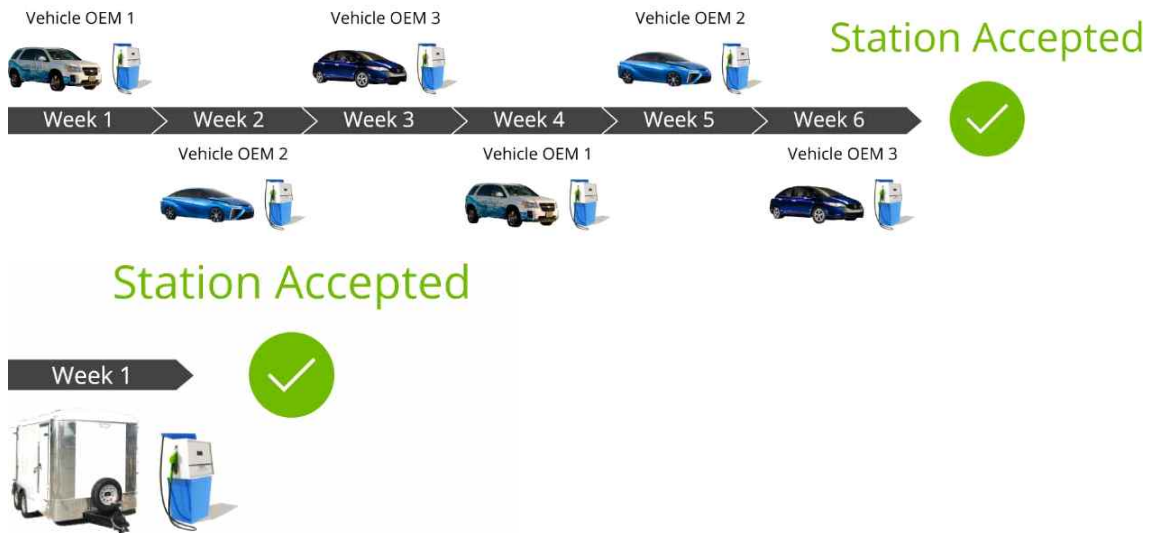 Vehicle OEM 1
Vehicle OEM 3
Vehicle OEM 2
Station Accepted
Week 1
Week 2
Week 3
Week 4
Week 5
Week 6
Vehicle OEM 2
Vehicle OEM 1
Vehicle OEM 3
Station Accepted
Week 1